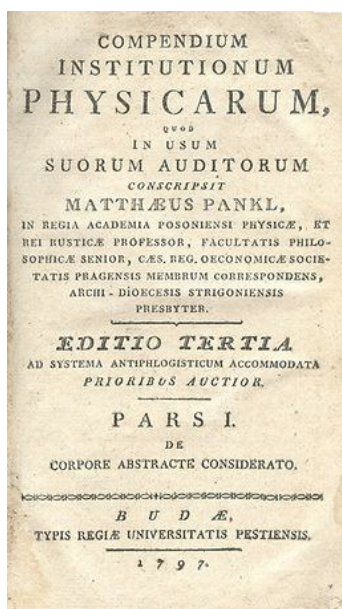 COMPENDIUM
INSTITUTIONUM
PHYSICARUM,
QUOD
IN USUM
SUORUM AUDITORUM
CONSCRIPSIT
MATTHÆUS PANKL,
IN REGIA ACADEMIA POSONIENSI PHYSICÆ, ET
REI RUSTICÆ PROFESSOR, FACULTATIS PHILO-
SOPHICÆ SENIOR, CÆS. REG. OECONOMICÆ SOCIE-
TATIS PRAGENSIS MEMBRUM CORRESPONDENS,
ARCHI - DIOECESIS STRIGONIENSIS
PRESBYTER.
EDITIO TERTIA
AD SYSTEMA ANTIPHLOGISTICUM ACCOMMODATA
PRIORIBUS AUCTIOR.
PARS I.
DE
CORPORE ABSTRACTE CONSIDERATO.
BUDÆ,
TYPIS REGIÆ UNIVERSITATIS PESTIENSIS,
1797.